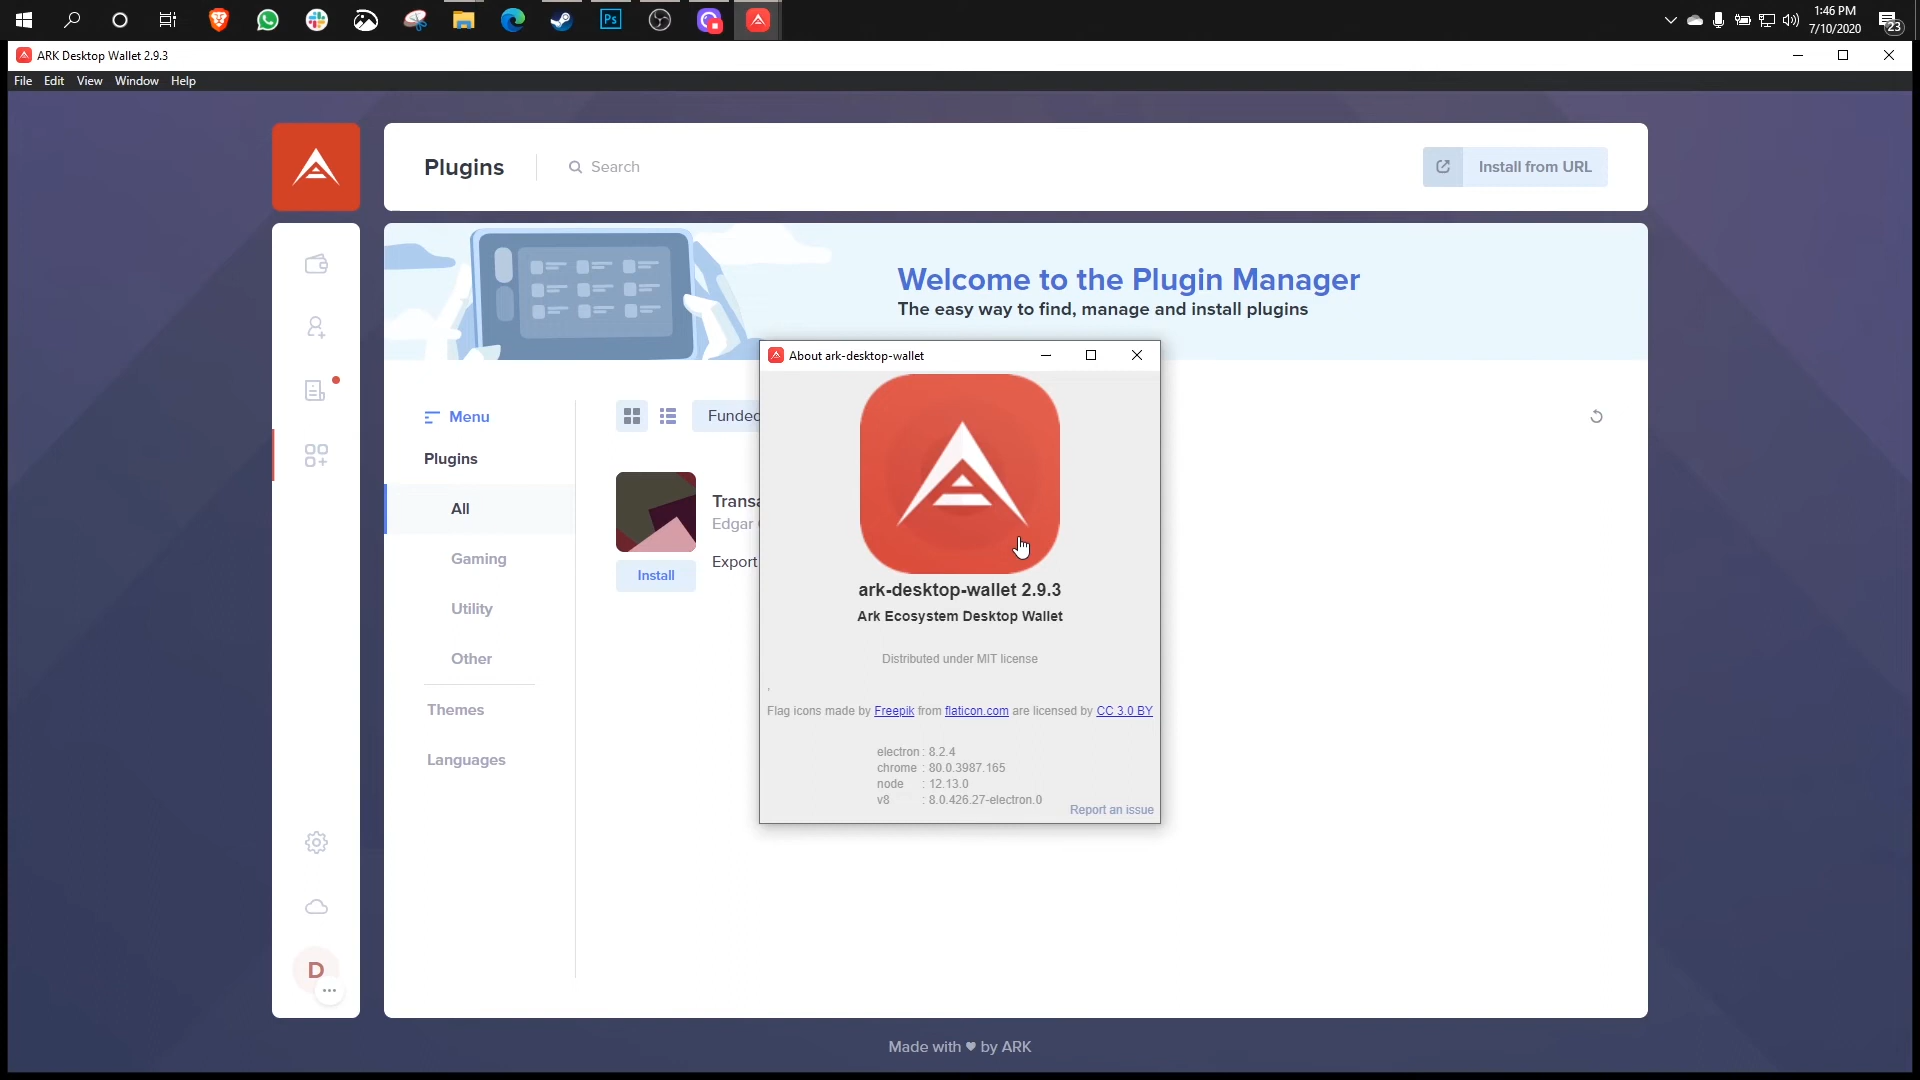 1:46 PM
7/10/2020
23
Ps
ARK Desktop Wallet 2.9.3
File Edit View Window Help
Plugins
Search
Install from URL
Welcome to the Plugin Manager
The easy way to find, manage and install plugins
About ark-desktop-wallet
Menu
Funded
Plugins
All
Transa
Edgar
Export
Install
Gaming
Utility
Other
Themes
Languages
ark-desktop-wallet 2.9.3
Ark Ecosystem Desktop Wallet
Distributed under MIT license
,
Flag icons made by Freepik from flaticon.com are licensed by CC 3.0 BY
electron : 8.2.4
chrome : 80.0.3987.165
node : 12.13.0
v8 : 8.0.426.27-electron.0
Report an issue
D
Made with ♥ by ARK